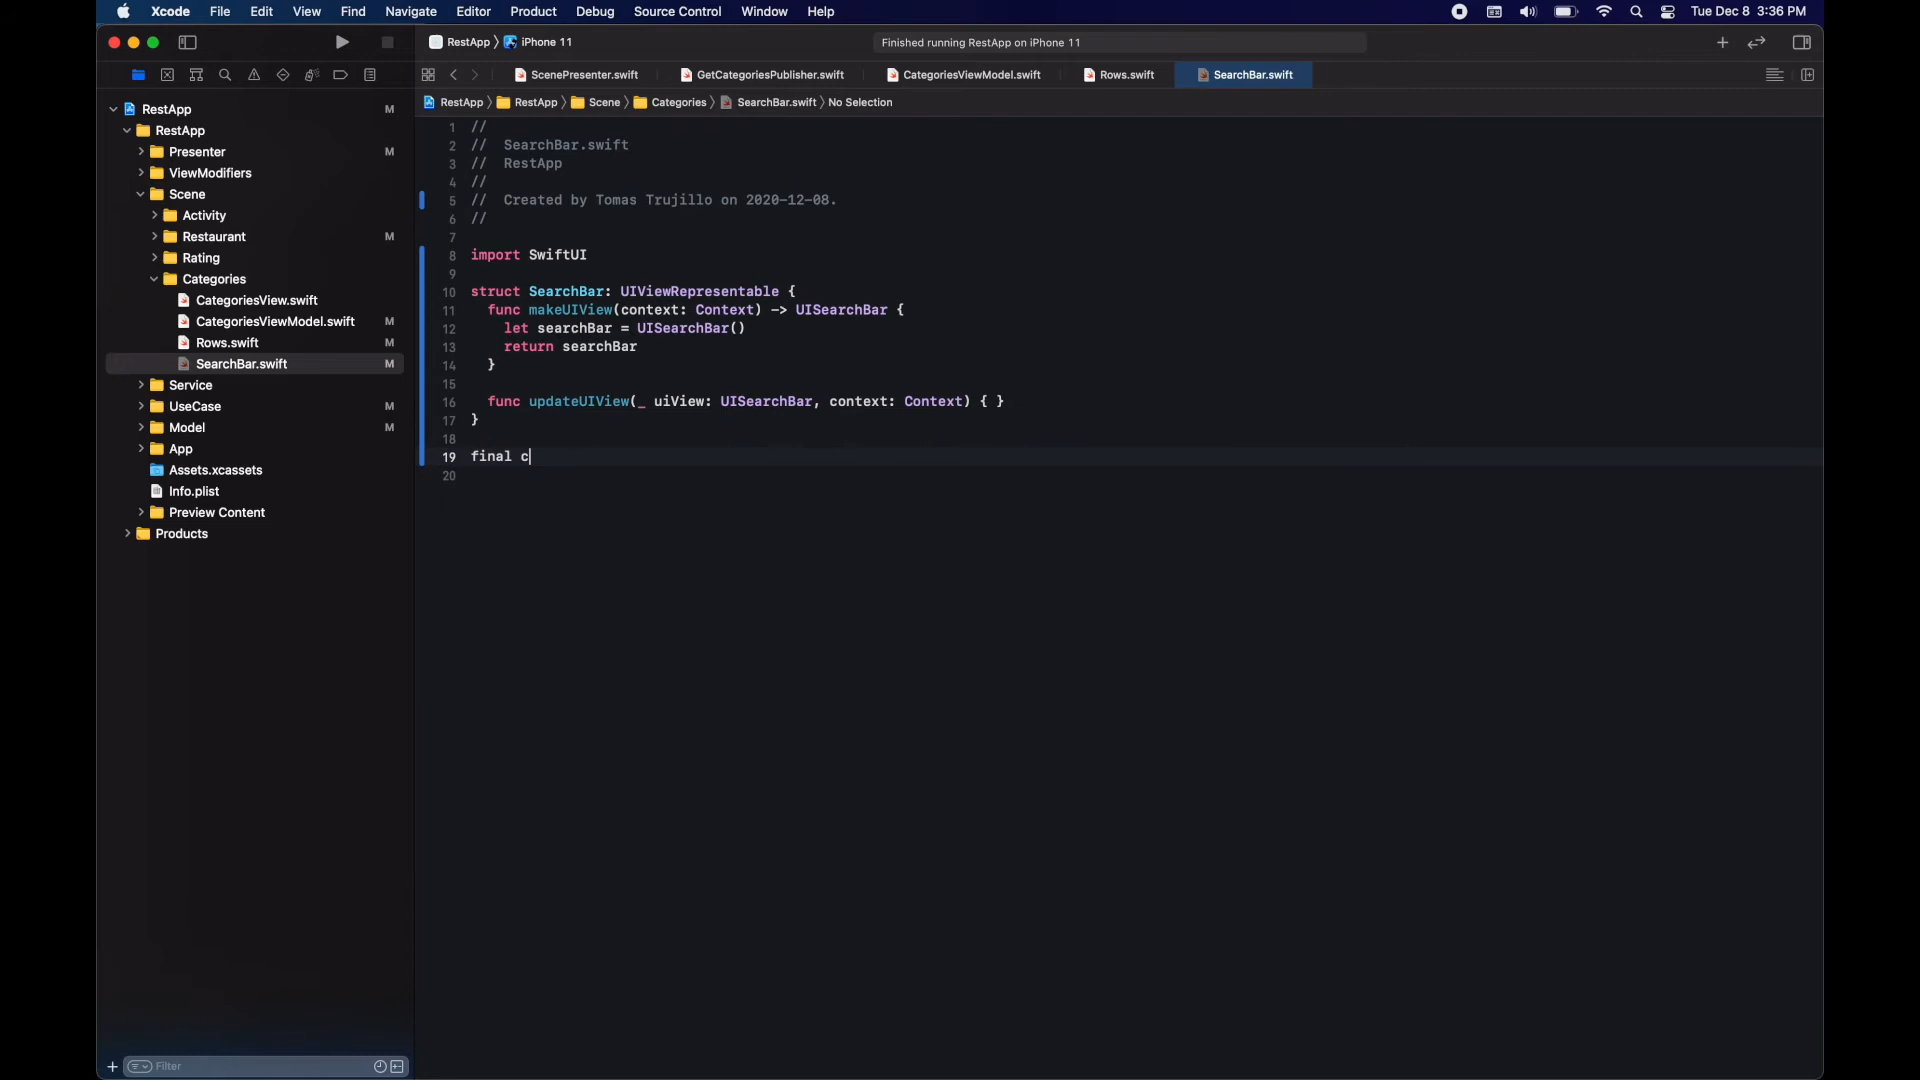 Xcode File Edit View Find Navigate Editor Product Debug Source Control Window Help Tue Dec 8 3:36 PM
RestApp 〉 iPhone 11 Finished running RestApp on iPhone 11
ScenePresenter.swift GetCategoriesPublisher.swift CategoriesViewModel.swift Rows.swift SearchBar.swift
RestApp 〉 RestApp 〉 Scene 〉 Categories 〉 SearchBar.swift 〉 No Selection
RestApp M
RestApp
Presenter M
ViewModifiers
Scene
Activity
Restaurant M
Rating
Categories
CategoriesView.swift
CategoriesViewModel.swift M
Rows.swift M
SearchBar.swift M
Service
UseCase M
Model M
App
Assets.xcassets
Info.plist
Preview Content
Products
Filter
1 //
2 //  SearchBar.swift
3 //  RestApp
4 //
5 //  Created by Tomas Trujillo on 2020-12-08.
6 //
7
8 import SwiftUI
9
10 struct SearchBar: UIViewRepresentable {
11   func makeUIView(context: Context) -> UISearchBar {
12     let searchBar = UISearchBar()
13     return searchBar
14   }
15
16   func updateUIView(_ uiView: UISearchBar, context: Context) { }
17 }
18
19 final c
20